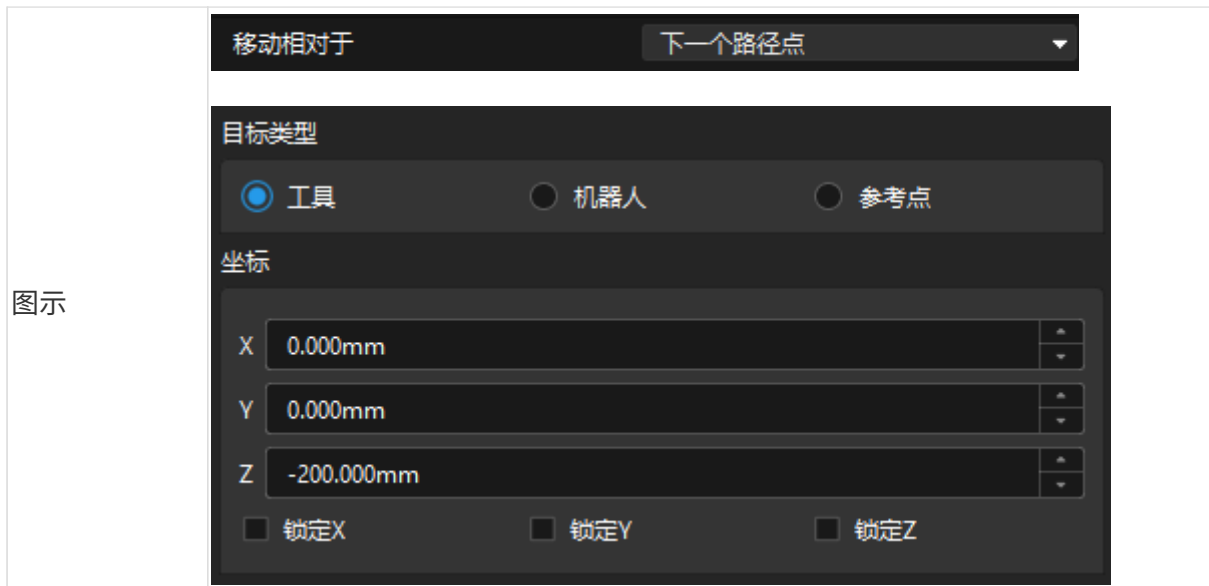 移动相对于 下一个路径点
目标类型
工具 机器人 参考点
坐标
图示
X 0.000mm
Y 0.000mm
Z -200.000mm
锁定X 锁定Y 锁定Z